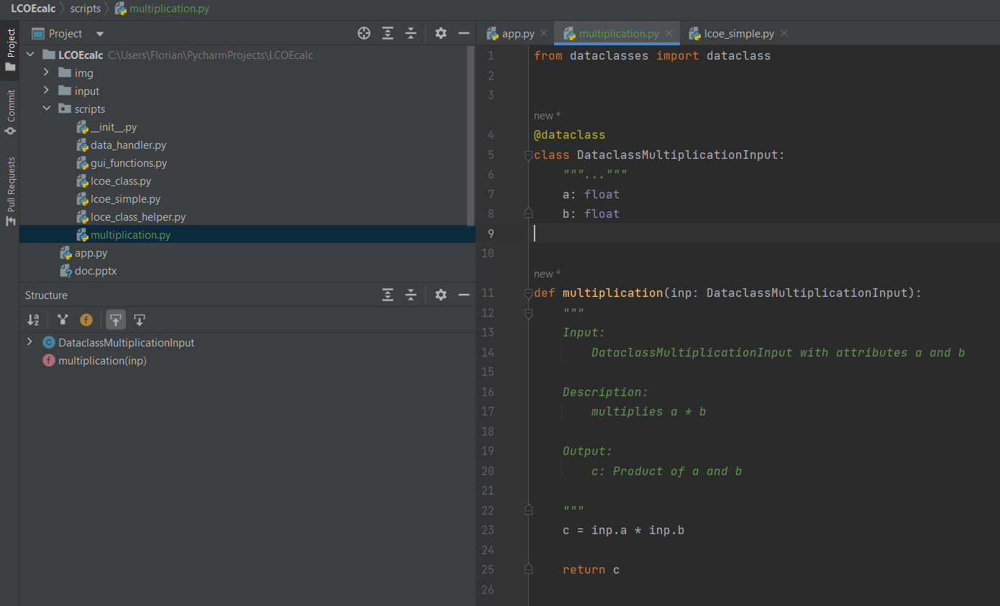 LCOEcalc scripts multiplication.py
Project
Commit
Pull Requests
Project
LCOEcalc C:\Users\Florian\PycharmProjects\LCOEcalc
img
input
scripts
__init__.py
data_handler.py
gui_functions.py
lcoe_class.py
lcoe_simple.py
loce_class_helper.py
multiplication.py
app.py
doc.pptx
Structure
DataclassMultiplicationInput
multiplication(inp)
app.py multiplication.py lcoe_simple.py
1 from dataclasses import dataclass
2
3
new *
4 @dataclass
5 class DataclassMultiplicationInput:
6 """..."""
7 a: float
8 b: float
9
10
new *
11 def multiplication(inp: DataclassMultiplicationInput):
12 """
13 Input:
14 DataclassMultiplicationInput with attributes a and b
15
16 Description:
17 multiplies a * b
18
19 Output:
20 c: Product of a and b
21
22 """
23 c = inp.a * inp.b
24
25 return c
26